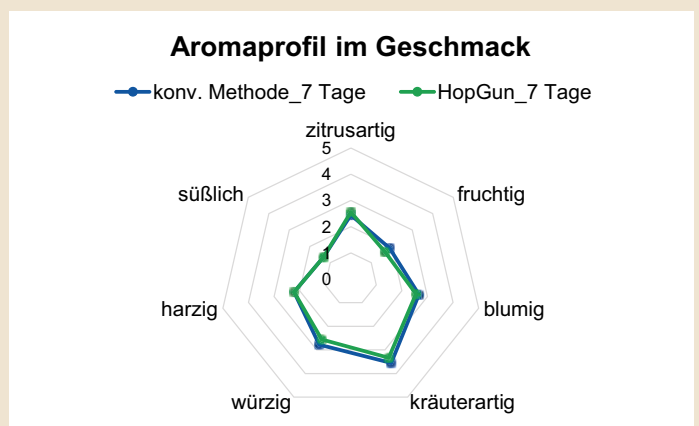 Aromaprofil im Geschmack
konv. Methode_7 Tage HopGun_7 Tage
zitrusartig
5
4
3
2
1
0
fruchtig
blumig
kräuterartig
würzig
harzig
süßlich